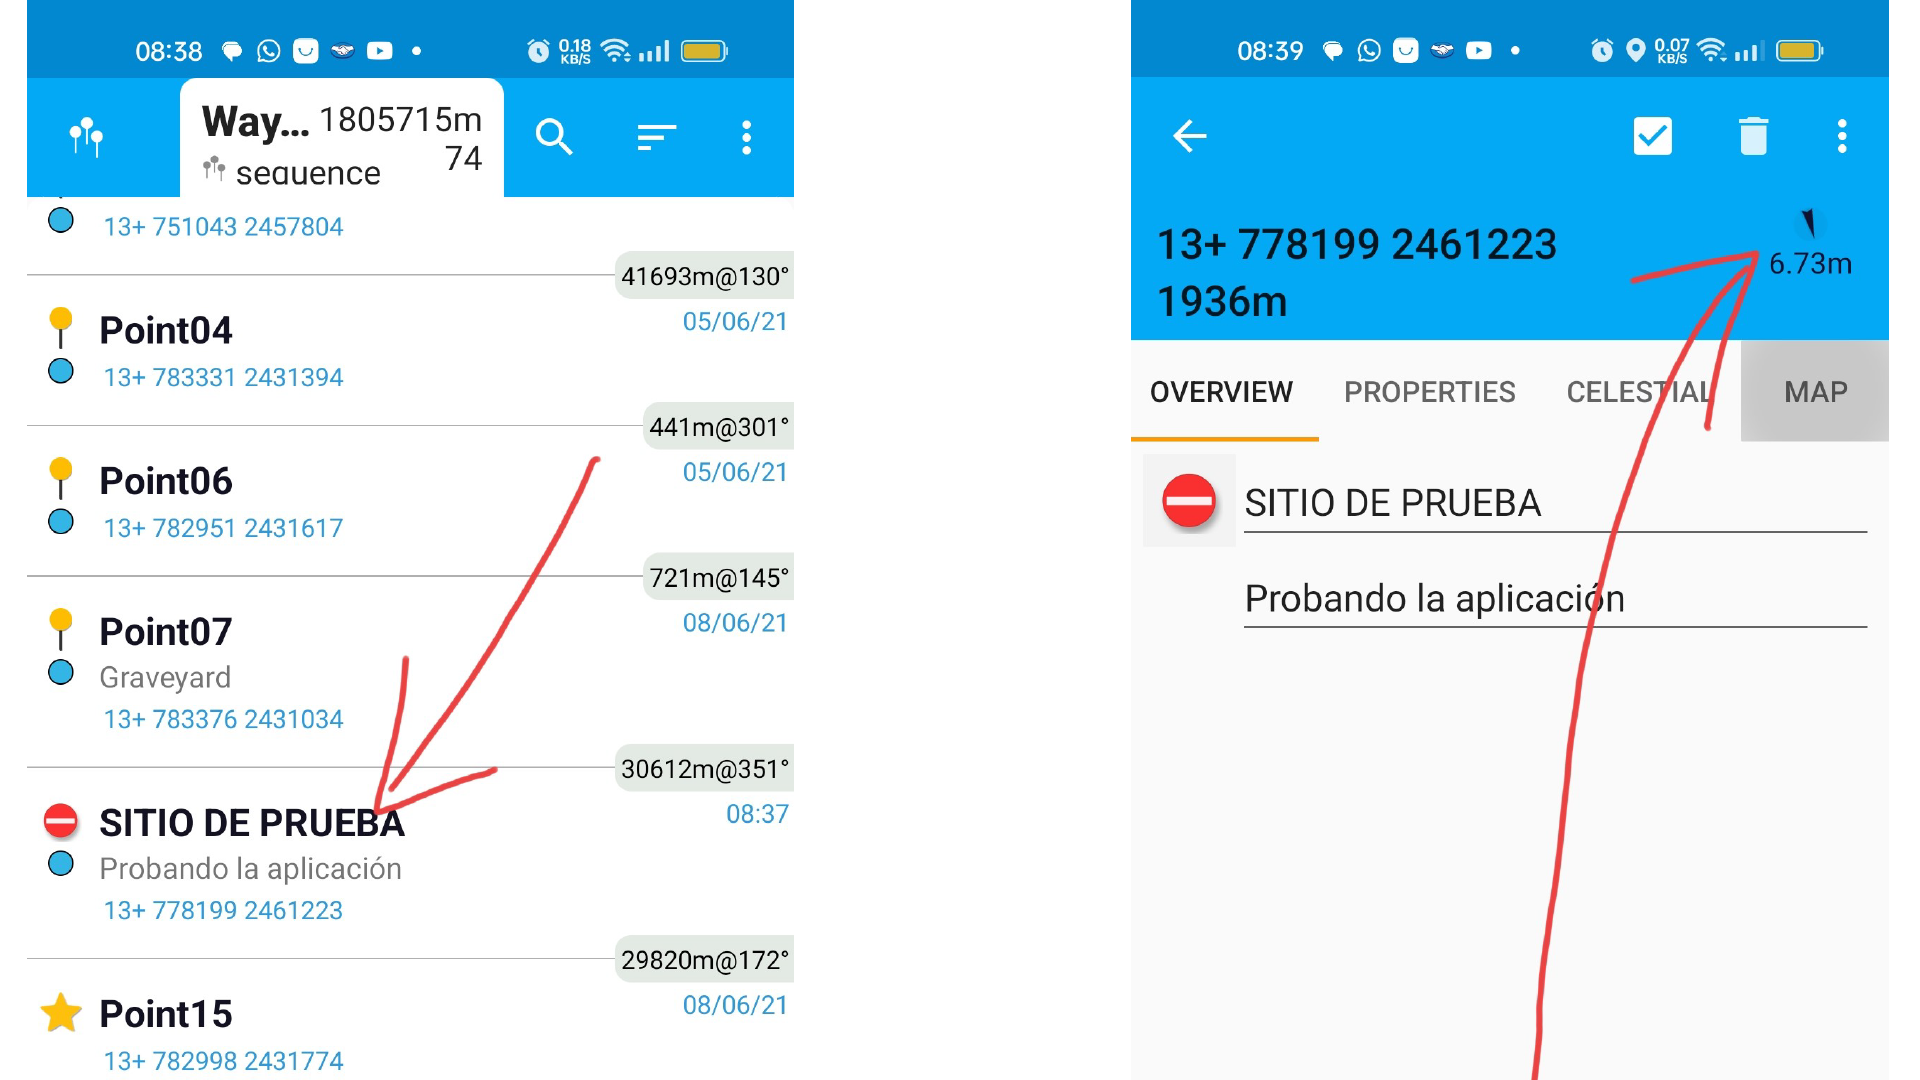 08:38
0.18 KB/S
Way... 1805715m
sequence 74
13+ 751043 2457804
41693m@130°
05/06/21
Point04
13+ 783331 2431394
441m@301°
05/06/21
Point06
13+ 782951 2431617
721m@145°
08/06/21
Point07
Graveyard
13+ 783376 2431034
30612m@351°
08:37
SITIO DE PRUEBA
Probando la aplicación
13+ 778199 2461223
29820m@172°
08/06/21
Point15
13+ 782998 2431774
08:39
0.07 KB/S
13+ 778199 2461223
1936m
6.73m
OVERVIEW PROPERTIES CELESTIAL MAP
SITIO DE PRUEBA
Probando la aplicación